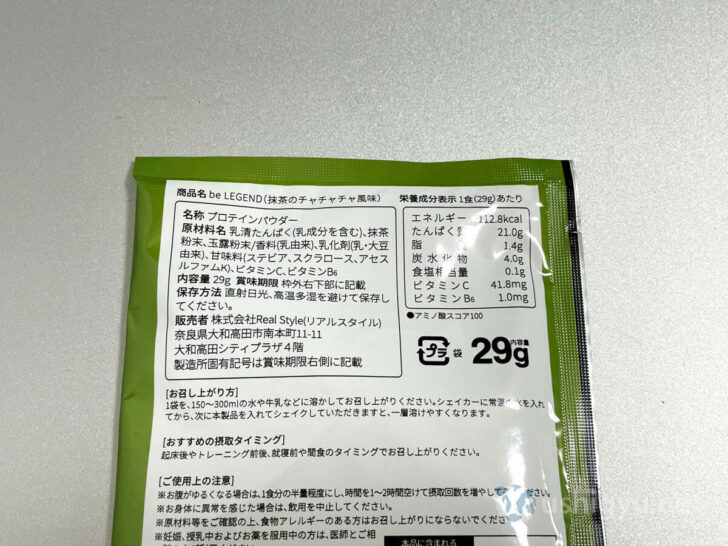 商品名 be LEGEND(抹茶のチャチャチャ風味)
名称 プロテインパウダー
原材料名 乳清たんぱく(乳成分を含む)、抹茶
粉末、玉露粉末/香料(乳由来)、乳化剤(乳・大豆
由来)、甘味料(ステビア、スクラロース、アセス
ルファムK)、ビタミンC、ビタミンB6
内容量 29g 賞味期限 枠外右下部に記載
保存方法 直射日光、高温多湿を避けて保存し
てください。
販売者 株式会社Real Style(リアルスタイル)
奈良県大和高田市南本町11-11
大和高田シティプラザ4階
製造所固有記号は賞味期限右側に記載
栄養成分表示 1食(29g)あたり
エネルギー 112.8kcal
たんぱく質 21.0g
脂 1.4g
炭水化物 4.0g
食塩相当量 0.1g
ビタミンC 41.8mg
ビタミンB6 1.0mg
●アミノ酸スコア100
プラ 袋 内容量 29g
[お召し上がり方]
1袋を、150〜300mlの水や牛乳などに溶かしてお召し上がりください。シェイカーに常温の水を入れ
てから、次に本製品を入れてシェイクしていただきますと、一層溶けやすくなります。
[おすすめの摂取タイミング]
起床後やトレーニング前後、就寝前や間食のタイミングでお召し上がりください。
[ご使用上の注意]
※お腹がゆるくなる場合は、1食分の半量程度にし、時間を1〜2時間空けて摂取回数を増やしてください。
※お身体に異常を感じた場合は、飲用を中止してください。
※原材料等をご確認の上、食物アレルギーのある方はお召し上がりにならないでください。
※妊娠、授乳中およびお薬を服用中の方は、医師とご相
本品に含まれる